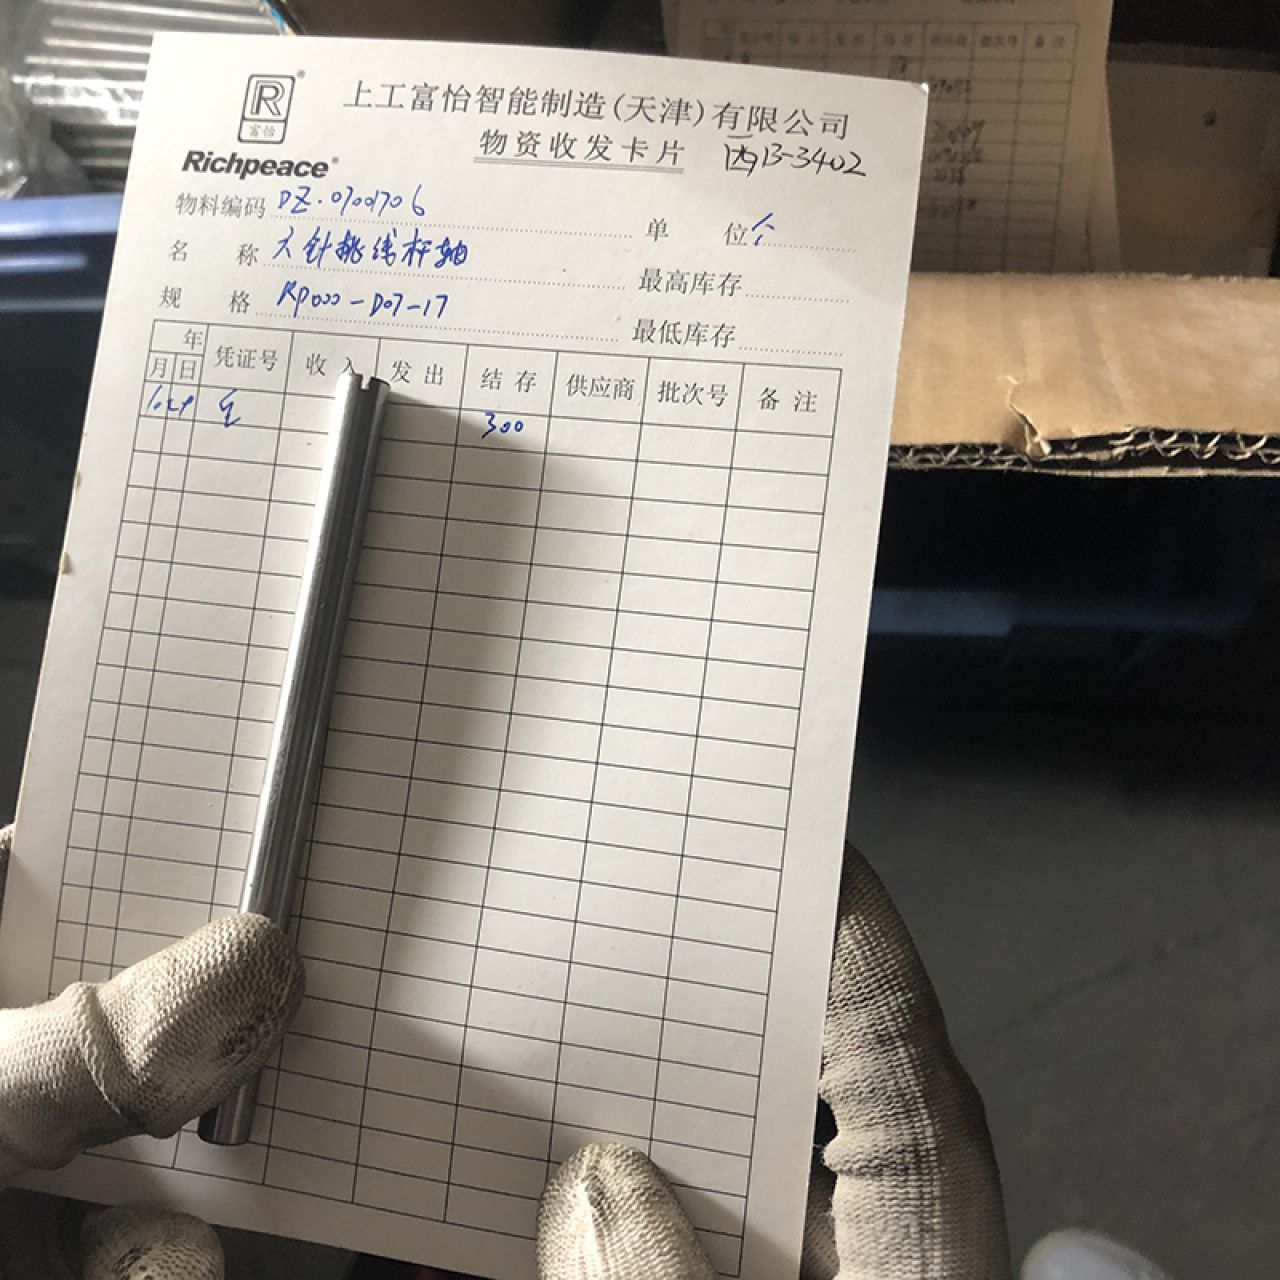 R®
富怡
Richpeace®
上工富怡智能制造(天津)有限公司
物资收发卡片 西13-3402
物料编码 DZ.07001706 单位 个
名称 六针挑线杆轴 最高库存
规格 RP000-D07-17 最低库存
年
月 日 凭证号 收入 发出 结存 供应商 批次号 备注
10 29 300